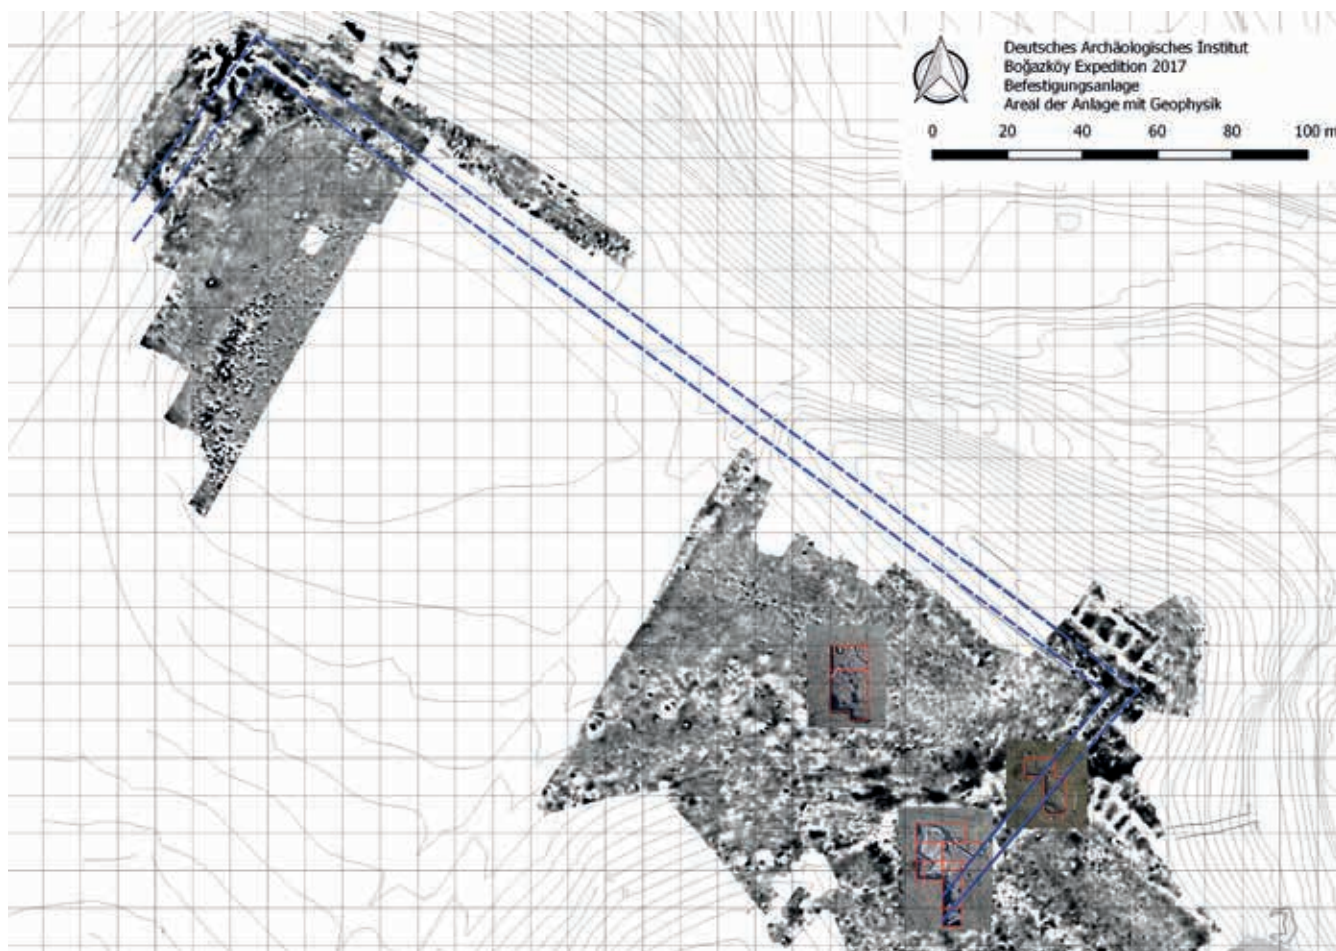 Deutsches Archäologisches Institut
Boğazköy Expedition 2017
Befestigungsanlage
Areal der Anlage mit Geophysik
0 20 40 60 80 100 m